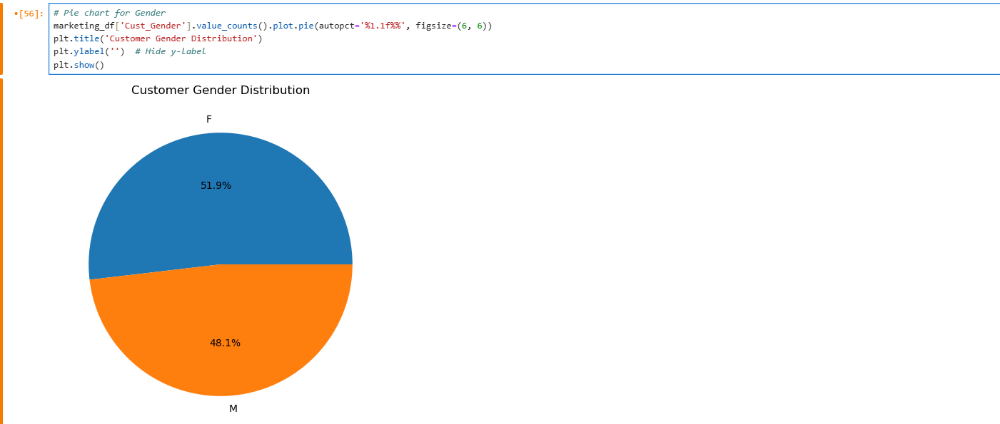 •[56]:
# Pie chart for Gender
marketing_df['Cust_Gender'].value_counts().plot.pie(autopct='%1.1f%%', figsize=(6, 6))
plt.title('Customer Gender Distribution')
plt.ylabel('')  # Hide y-label
plt.show()
Customer Gender Distribution
F
51.9%
48.1%
M